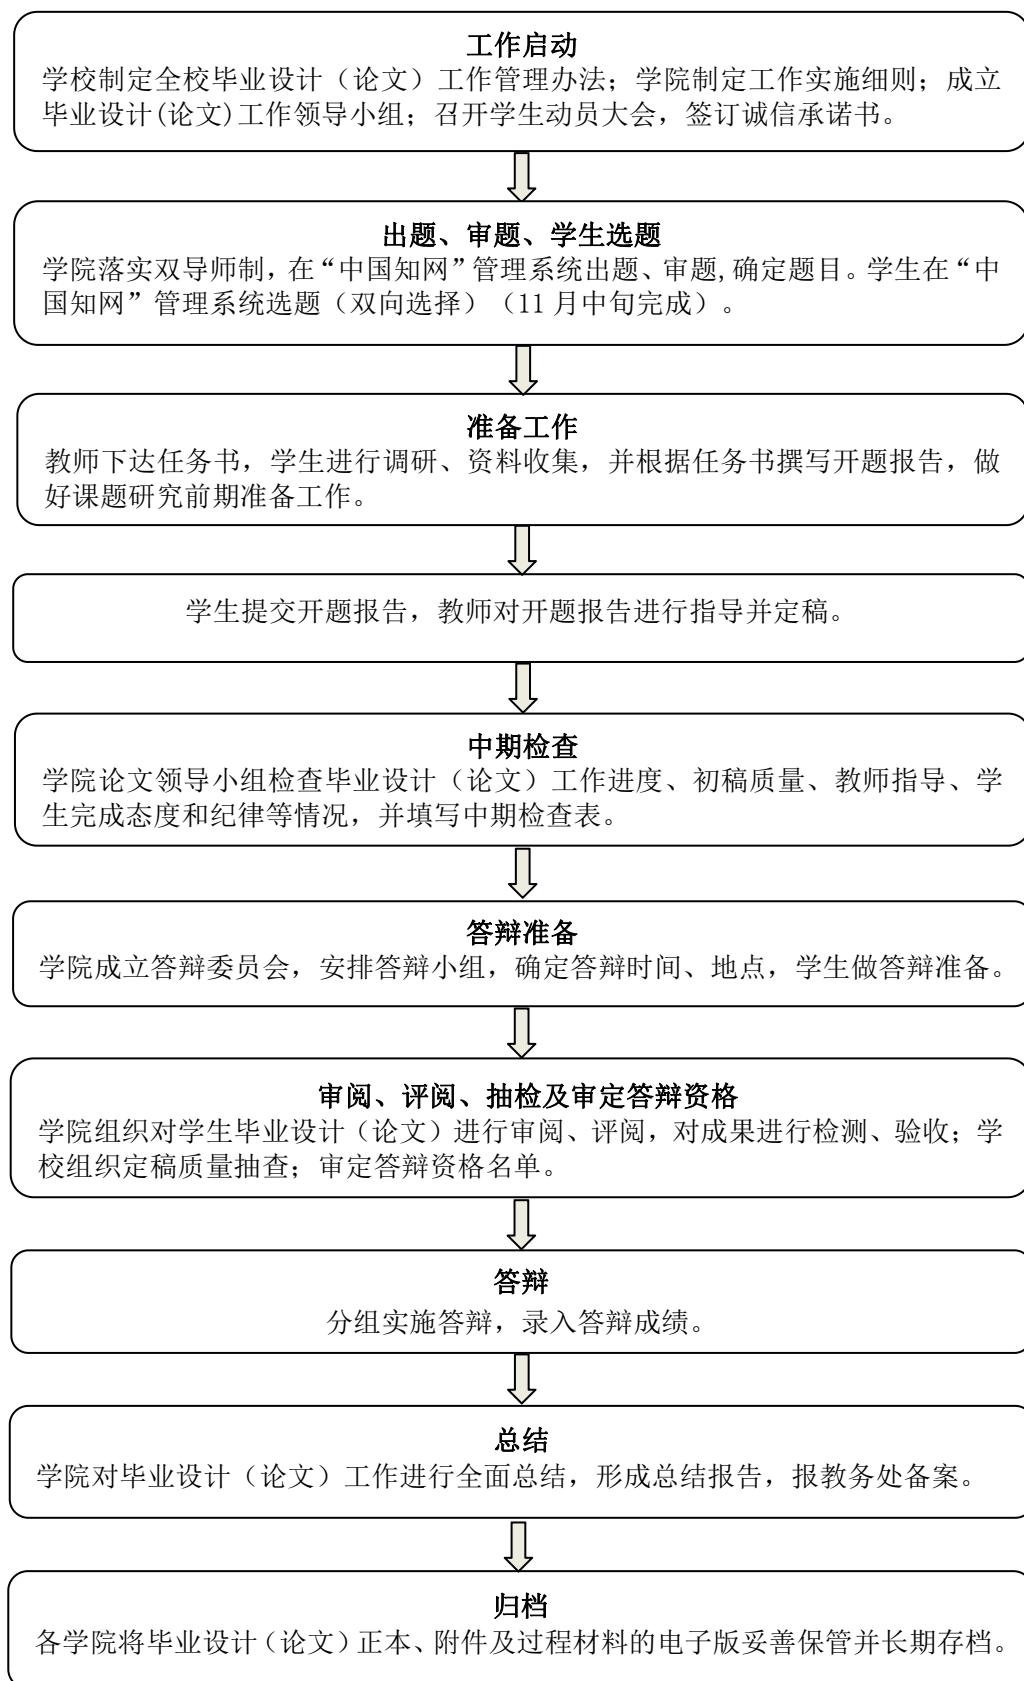 工作启动
学校制定全校毕业设计（论文）工作管理办法；学院制定工作实施细则；成立
毕业设计(论文)工作领导小组；召开学生动员大会，签订诚信承诺书。
出题、审题、学生选题
学院落实双导师制，在“中国知网”管理系统出题、审题,确定题目。学生在“中
国知网”管理系统选题（双向选择）（11 月中旬完成）。
准备工作
教师下达任务书，学生进行调研、资料收集，并根据任务书撰写开题报告，做
好课题研究前期准备工作。
学生提交开题报告，教师对开题报告进行指导并定稿。
中期检查
学院论文领导小组检查毕业设计（论文）工作进度、初稿质量、教师指导、学
生完成态度和纪律等情况，并填写中期检查表。
答辩准备
学院成立答辩委员会，安排答辩小组，确定答辩时间、地点，学生做答辩准备。
审阅、评阅、抽检及审定答辩资格
学院组织对学生毕业设计（论文）进行审阅、评阅，对成果进行检测、验收；学
校组织定稿质量抽查；审定答辩资格名单。
答辩
分组实施答辩，录入答辩成绩。
总结
学院对毕业设计（论文）工作进行全面总结，形成总结报告，报教务处备案。
归档
各学院将毕业设计（论文）正本、附件及过程材料的电子版妥善保管并长期存档。